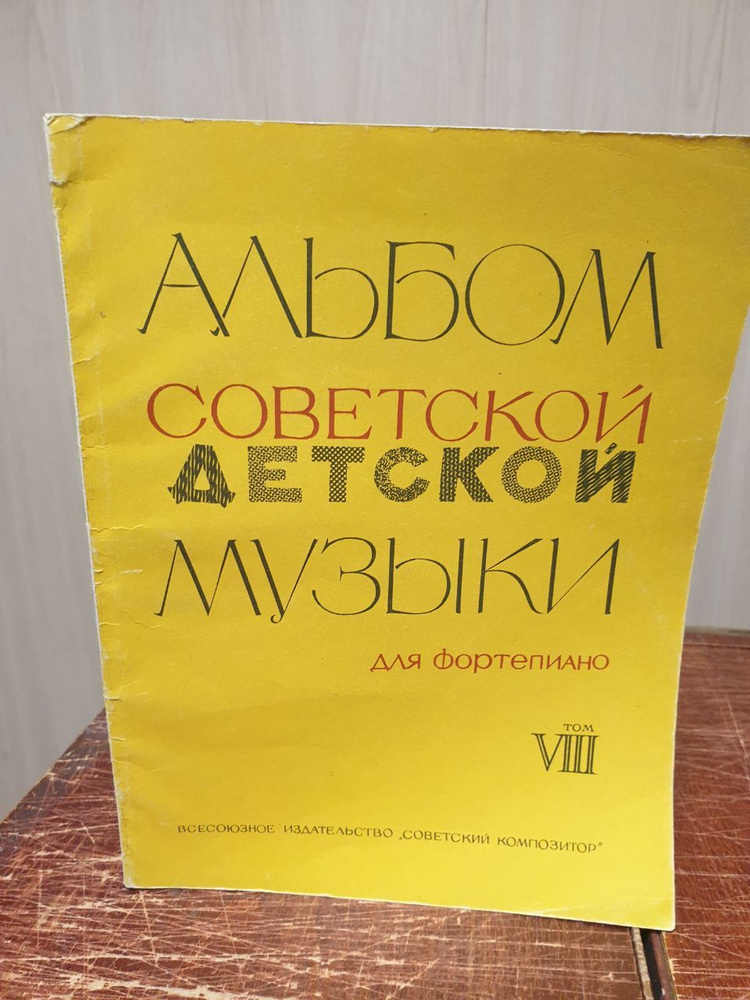 АЛЬБОМ
СОВЕТСКОЙ
ДЕТСКОЙ
МУЗЫКИ
для фортепиано
ТОМ
VIII
ВСЕСОЮЗНОЕ ИЗДАТЕЛЬСТВО „СОВЕТСКИЙ КОМПОЗИТОР"